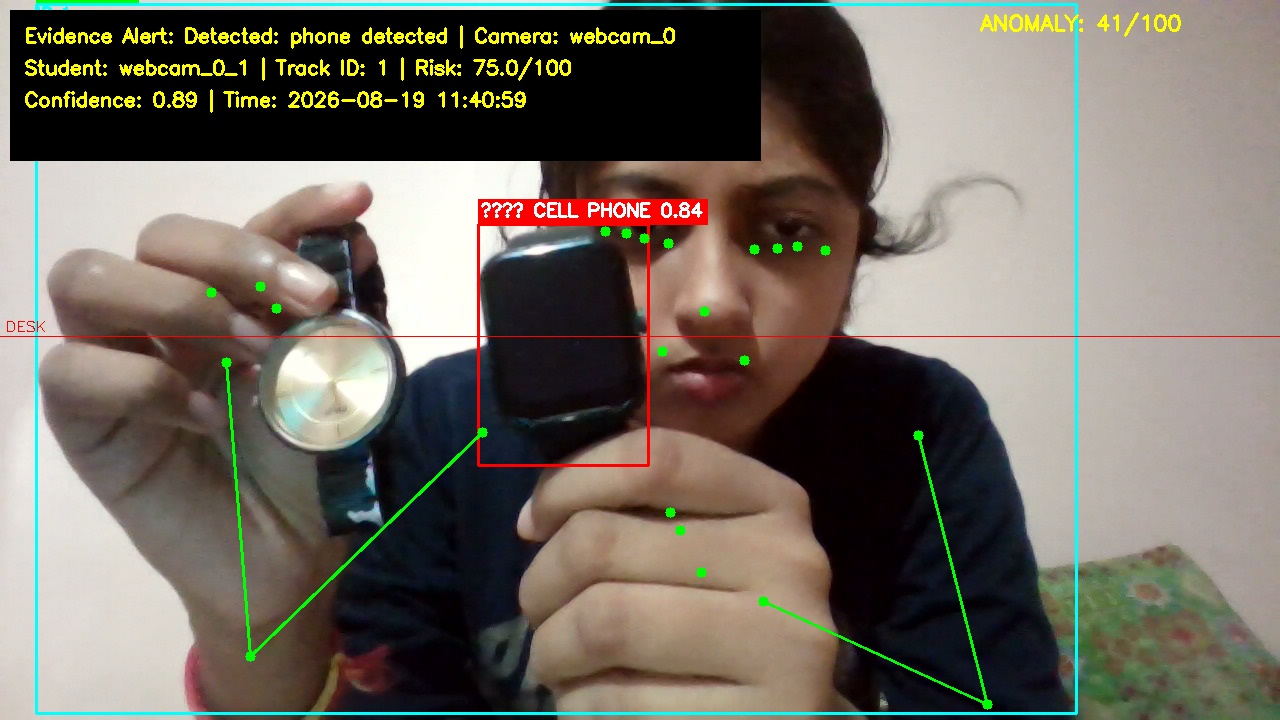 Evidence Alert: Detected: phone detected | Camera: webcam_0
Student: webcam_0_1 | Track ID: 1 | Risk: 75.0/100
Confidence: 0.89 | Time: 2026-08-19 11:40:59
ANOMALY: 41/100
???? CELL PHONE 0.84
DESK